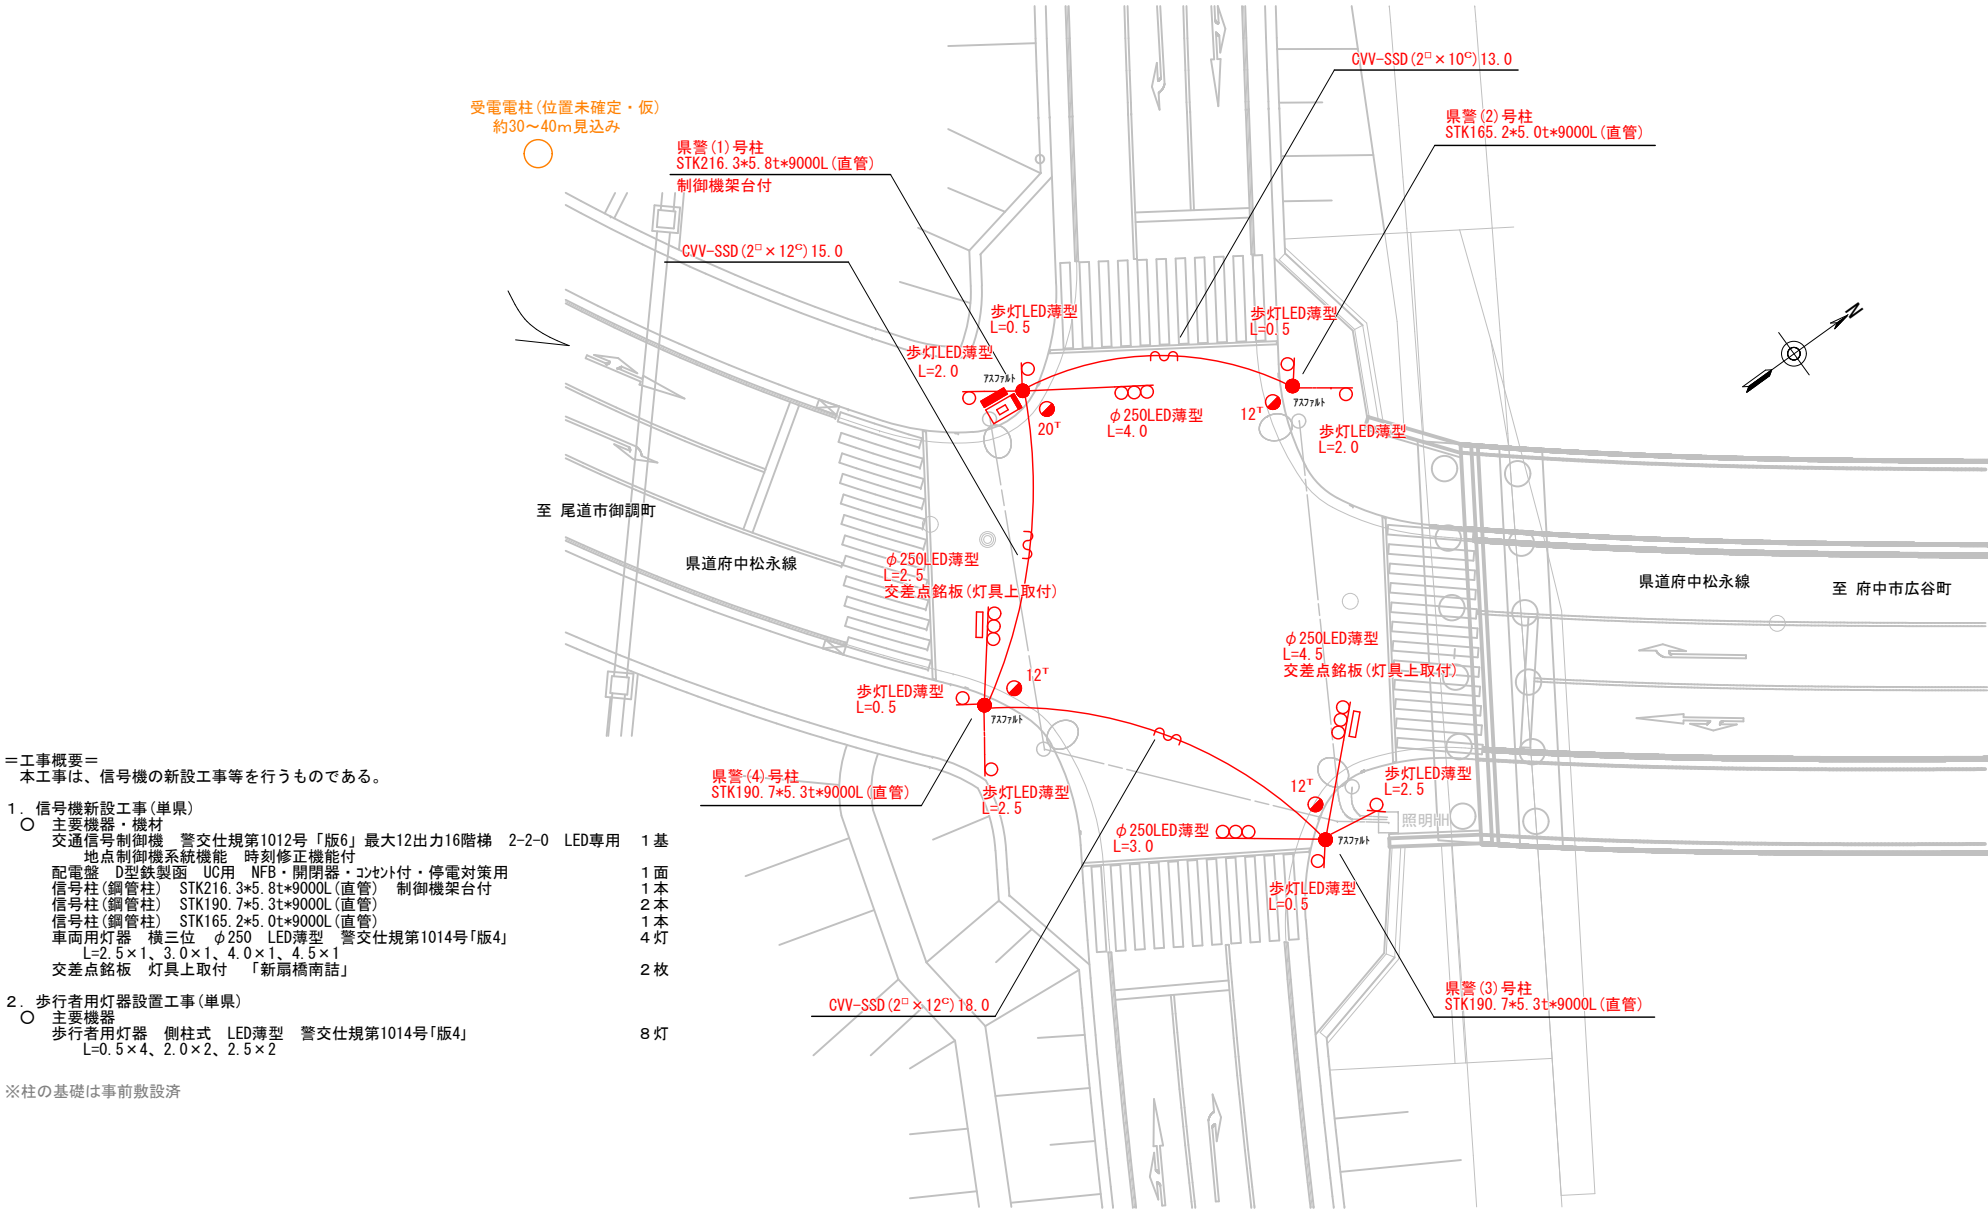 受電電柱(位置未確定・仮)
約30～40m見込み
県警(1)号柱
STK216.3*5.8t*9000L(直管)
制御機架台付
CVV-SSD(2□×12C)15.0
CVV-SSD(2□×10C)13.0
県警(2)号柱
STK165.2*5.0t*9000L(直管)
歩灯LED薄型
L=0.5
歩灯LED薄型
L=2.0
アスファルト
20T
φ250LED薄型
L=4.0
歩灯LED薄型
L=0.5
12T
アスファルト
歩灯LED薄型
L=2.0
N
至 尾道市御調町
県道府中松永線
φ250LED薄型
L=2.5
交差点銘板(灯具上取付)
県道府中松永線
至 府中市広谷町
φ250LED薄型
L=4.5
交差点銘板(灯具上取付)
歩灯LED薄型
L=0.5
12T
アスファルト
県警(4)号柱
STK190.7*5.3t*9000L(直管)
歩灯LED薄型
L=2.5
12T
歩灯LED薄型
L=2.5
照明HH
φ250LED薄型
L=3.0
アスファルト
歩灯LED薄型
L=0.5
CVV-SSD(2□×12C)18.0
県警(3)号柱
STK190.7*5.3t*9000L(直管)
＝工事概要＝
本工事は、信号機の新設工事等を行うものである。
1. 信号機新設工事(単県)
○ 主要機器・機材
交通信号制御機 警交仕規第1012号「版6」最大12出力16階梯 2-2-0 LED専用 1基
地点制御機系統機能 時刻修正機能付
配電盤 D型鉄製函 UC用 NFB・開閉器・コンセント付・停電対策用 1面
信号柱(鋼管柱) STK216.3*5.8t*9000L(直管) 制御機架台付 1本
信号柱(鋼管柱) STK190.7*5.3t*9000L(直管) 2本
信号柱(鋼管柱) STK165.2*5.0t*9000L(直管) 1本
車両用灯器 横三位 φ250 LED薄型 警交仕規第1014号「版4」 4灯
L=2.5×1、3.0×1、4.0×1、4.5×1
交差点銘板 灯具上取付 「新扇橋南詰」 2枚
2. 歩行者用灯器設置工事(単県)
○ 主要機器
歩行者用灯器 側柱式 LED薄型 警交仕規第1014号「版4」 8灯
L=0.5×4、2.0×2、2.5×2
※柱の基礎は事前敷設済